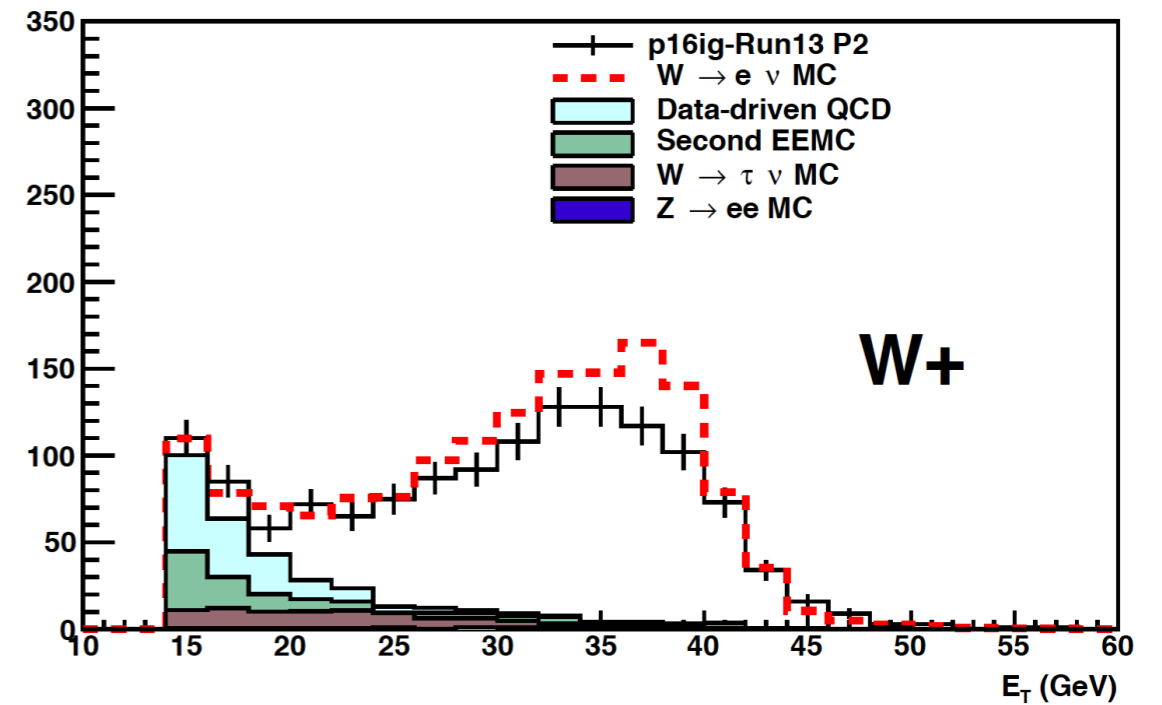 350
300
250
200
150
100
50
0
p16ig-Run13 P2
W → e ν MC
Data-driven QCD
Second EEMC
W → τ ν MC
Z → ee MC
W+
10 15 20 25 30 35 40 45 50 55 60
E_T (GeV)